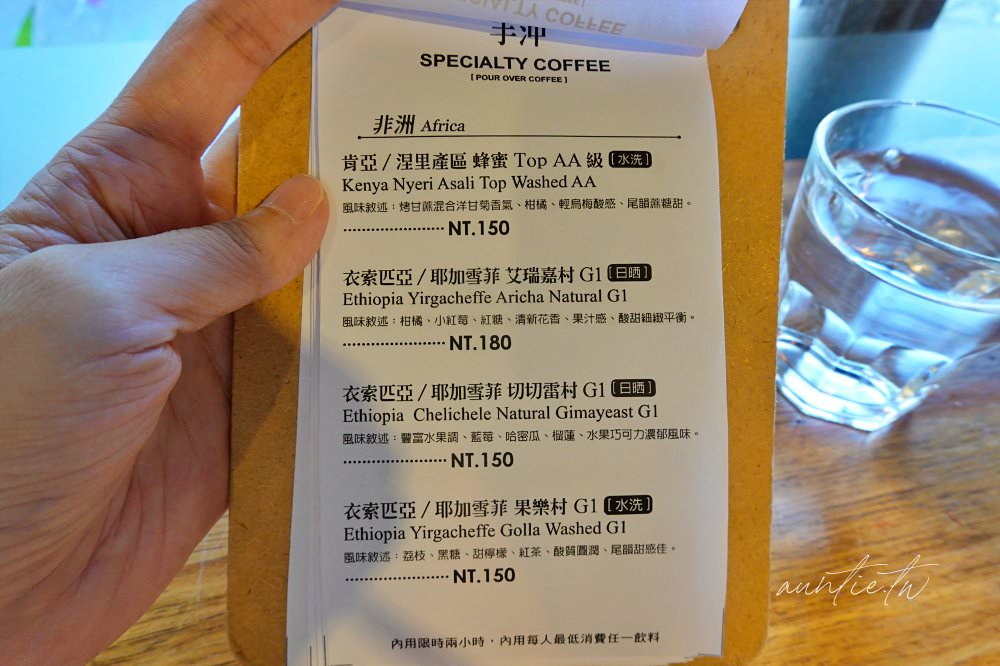 SPECIALTY COFFEE
手冲
SPECIALTY COFFEE
[ POUR OVER COFFEE ]
非洲 Africa
肯亞 / 涅里產區 蜂蜜 Top AA 級 [水洗]
Kenya Nyeri Asali Top Washed AA
風味敘述：烤甘蔗混合洋甘菊香氣、柑橘、輕烏梅酸感、尾韻蔗糖甜。
........................ NT.150
衣索匹亞 / 耶加雪菲 艾瑞嘉村 G1 [日晒]
Ethiopia Yirgacheffe Aricha Natural G1
風味敘述：柑橘、小紅莓、紅糖、清新花香、果汁感、酸甜細緻平衡。
........................ NT.180
衣索匹亞 / 耶加雪菲 切切雷村 G1 [日晒]
Ethiopia Chelichele Natural Gimayeast G1
風味敘述：豐富水果調、藍莓、哈密瓜、榴蓮、水果巧可力濃郁風味。
........................ NT.150
衣索匹亞 / 耶加雪菲 果樂村 G1 [水洗]
Ethiopia Yirgacheffe Golla Washed G1
風味敘述：荔枝、黑糖、甜檸檬、紅茶、酸質圓潤、尾韻甜感佳。
........................ NT.150
內用限時兩小時，內用每人最低消費任一飲料
auntie.tw